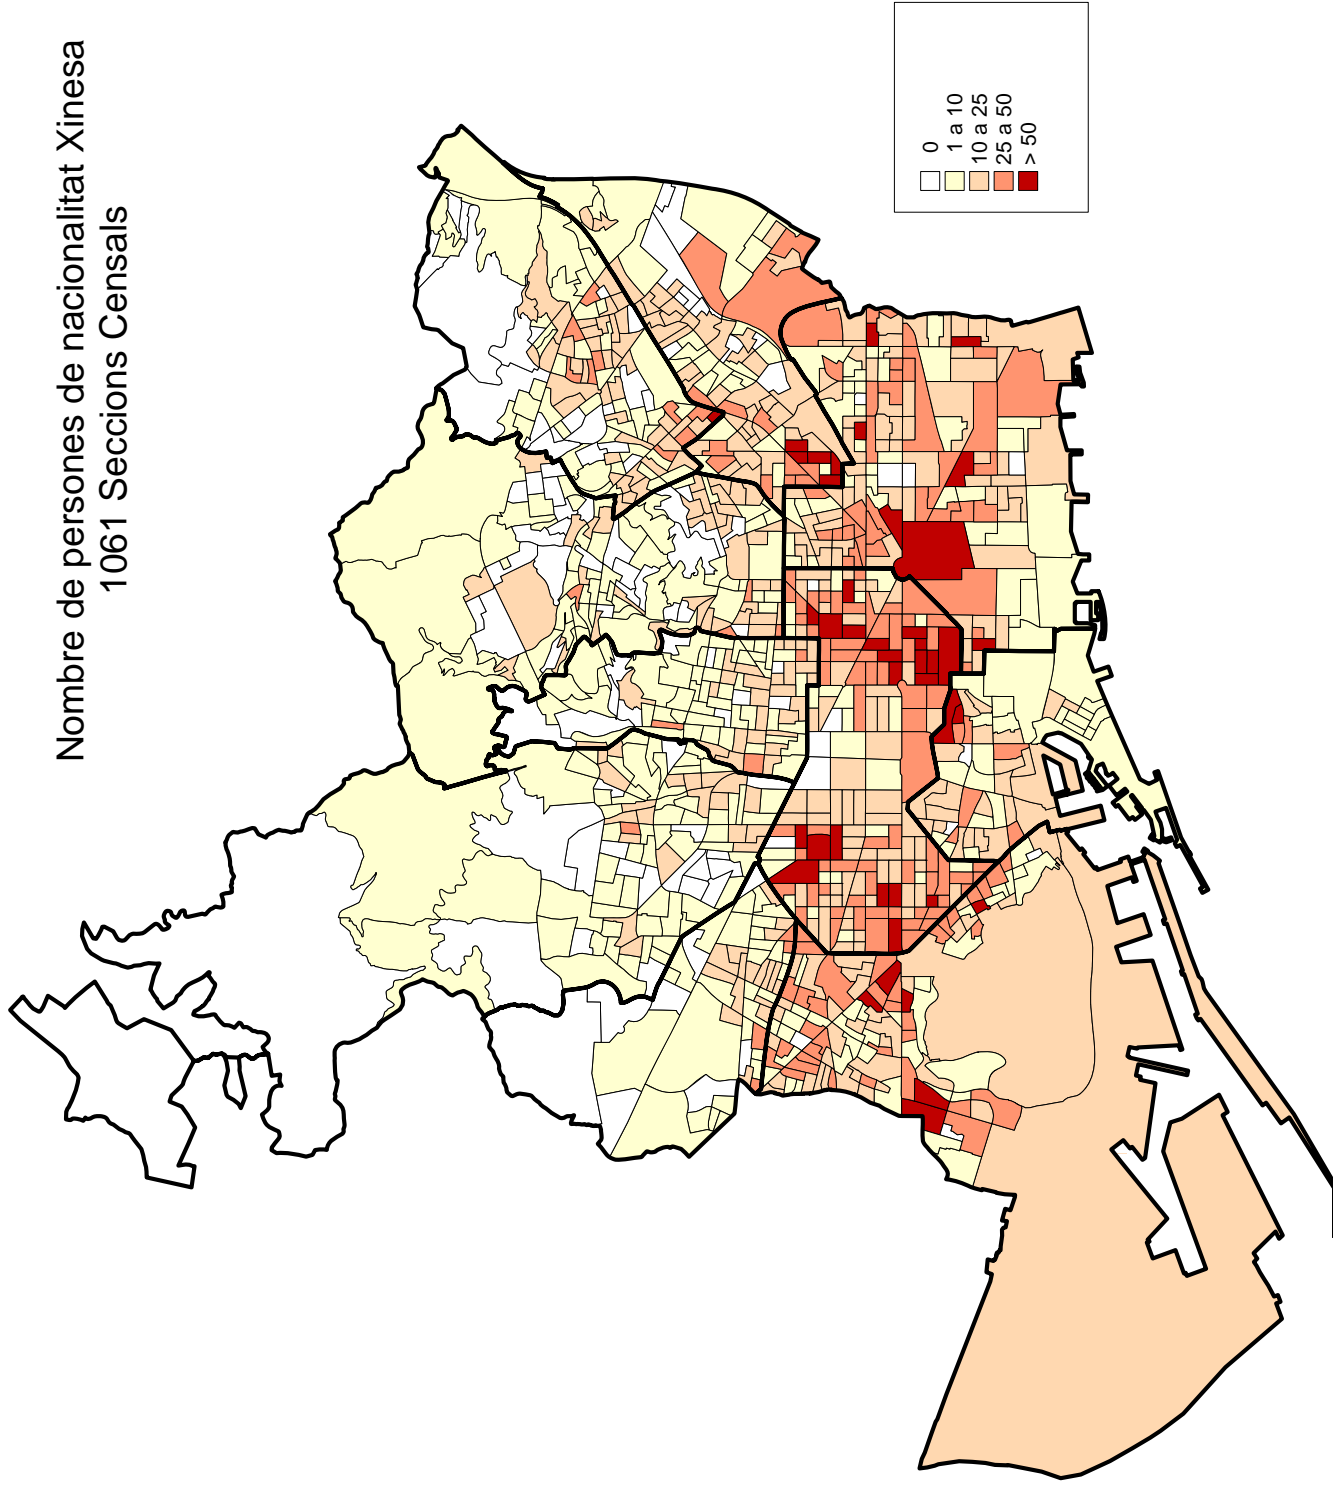 Nombre de persones de nacionalitat Xinesa
1061 Seccions Censals
0
1 a 10
10 a 25
25 a 50
> 50